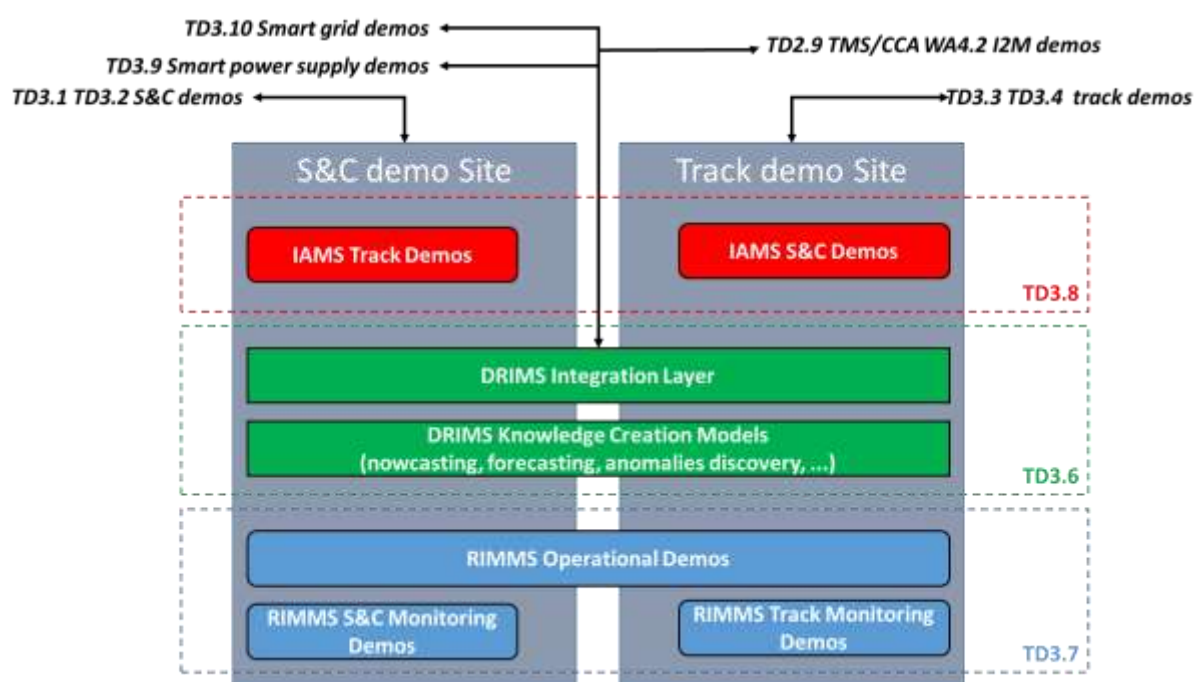 TD3.10 Smart grid demos
TD2.9 TMS/CCA WA4.2 I2M demos
TD3.9 Smart power supply demos
TD3.1 TD3.2 S&C demos
TD3.3 TD3.4 track demos
S&C demo Site
Track demo Site
IAMS Track Demos
IAMS S&C Demos
TD3.8
DRIMS Integration Layer
DRIMS Knowledge Creation Models
(nowcasting, forecasting, anomalies discovery, ...)
TD3.6
RIMMS Operational Demos
RIMMS S&C Monitoring
Demos
RIMMS Track Monitoring
Demos
TD3.7